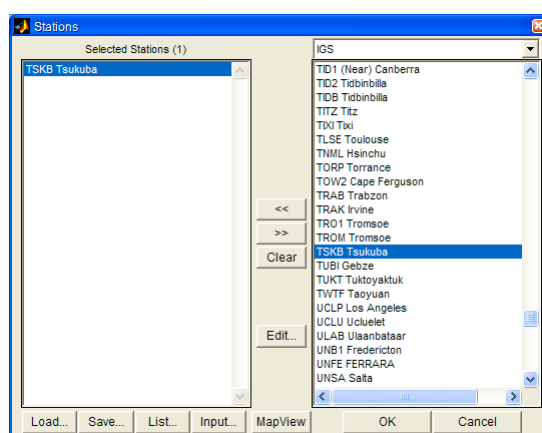 Stations
Selected Stations (1)
IGS
TSKB Tsukuba
TID1 (Near) Canberra
TID2 Tidbinbilla
TIDB Tidbinbilla
TITZ Titz
TIXI Tixi
TLSE Toulouse
TNML Hsinchu
TORP Torrance
TOW2 Cape Ferguson
TRAB Trabzon
TRAK Irvine
TRO1 Tromsoe
TROM Tromsoe
TSKB Tsukuba
TUBI Gebze
TUKT Tuktoyaktuk
TWTF Taoyuan
UCLP Los Angeles
UCLU Ucluelet
ULAB Ulaanbataar
UNB1 Fredericton
UNFE FERRARA
UNSA Salta
<<
>>
Clear
Edit...
Load... Save... List... Input... MapView OK Cancel